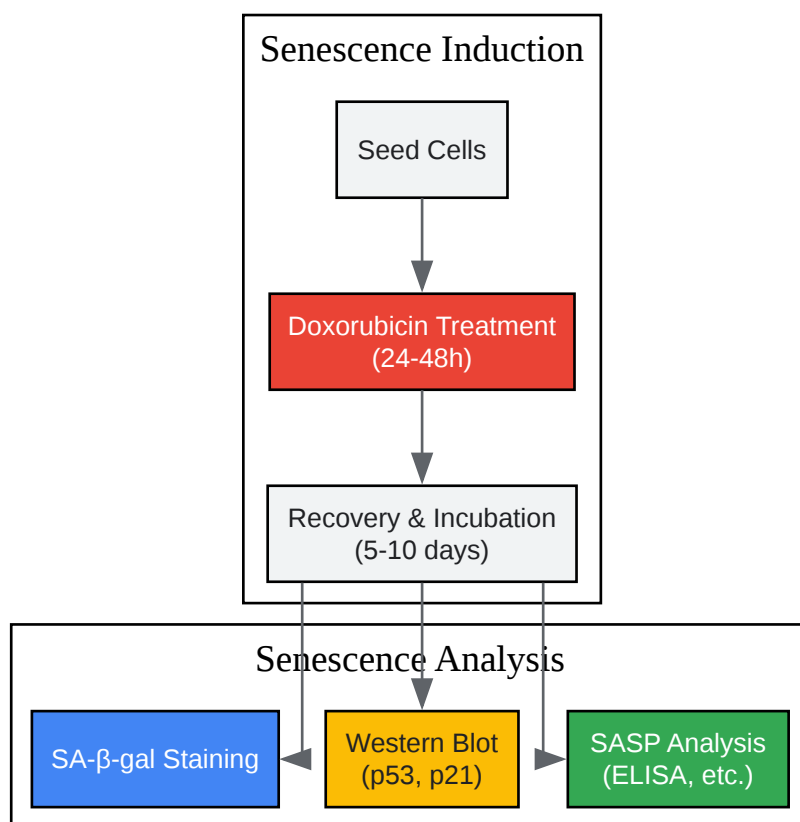 Senescence Induction
Seed Cells
Doxorubicin Treatment
(24-48h)
Recovery & Incubation
(5-10 days)
Senescence Analysis
SA-β-gal Staining
Western Blot
(p53, p21)
SASP Analysis
(ELISA, etc.)